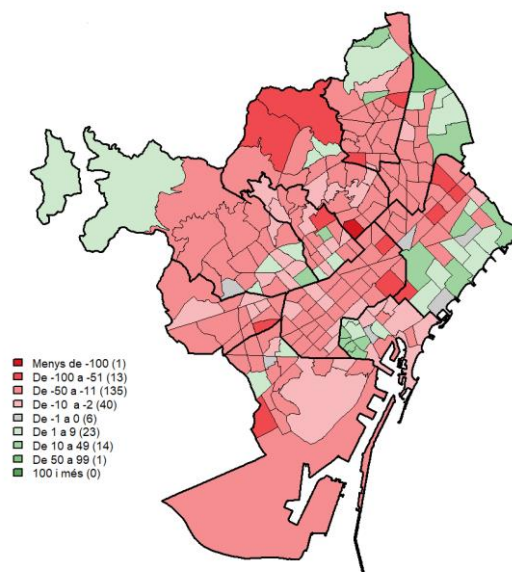 Menys de -100 (1)
De -100 a -51 (13)
De -50 a -11 (135)
De -10 a -2 (40)
De -1 a 0 (6)
De 1 a 9 (23)
De 10 a 49 (14)
De 50 a 99 (1)
100 i més (0)